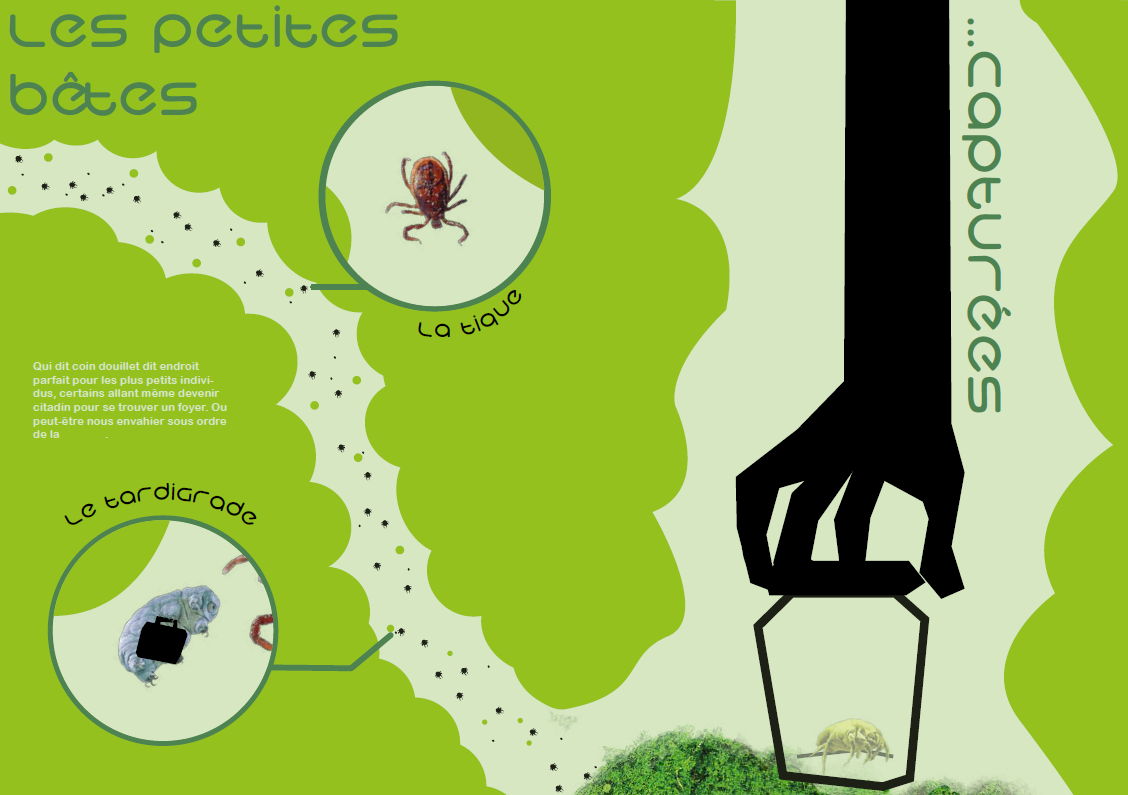 Les petites
bêtes
...capturées
La tique
Qui dit coin douillet dit endroit
parfait pour les plus petits indivi-
dus, certains allant même devenir
citadin pour se trouver un foyer. Ou
peut-être nous envahier sous ordre
de la .
Le tardigrade